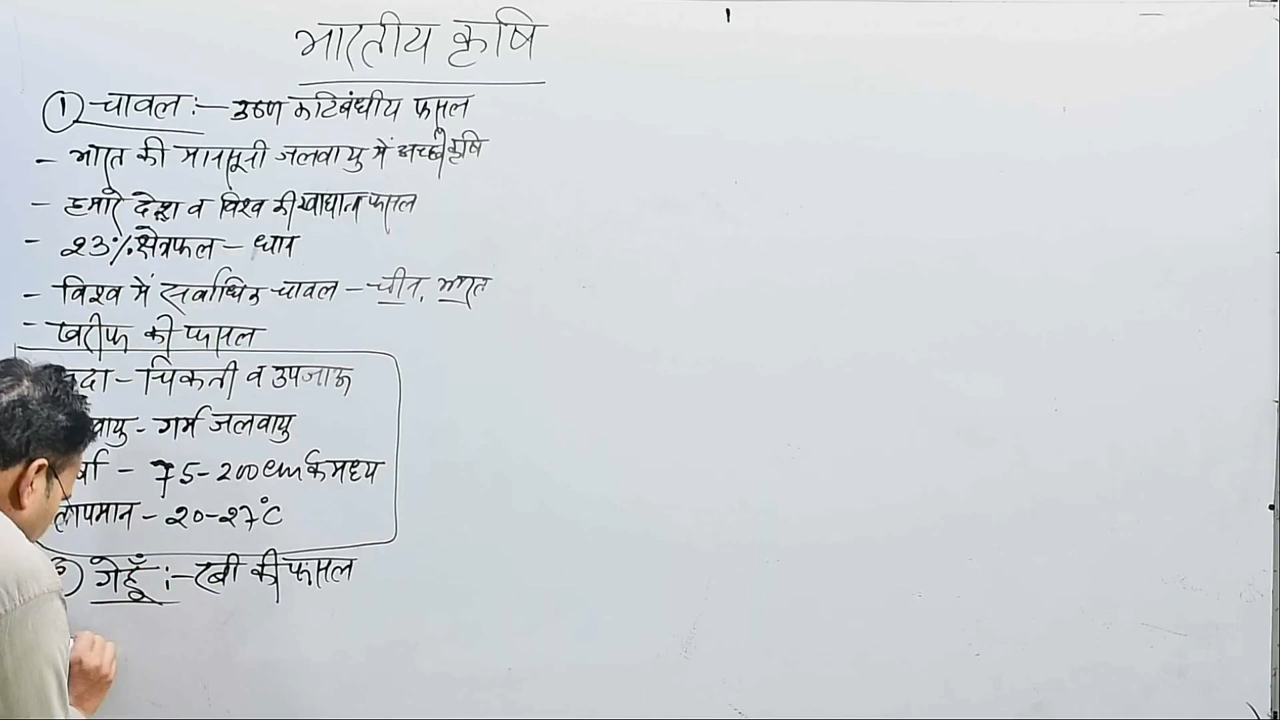 भारतीय कृषि
① चावल :- उष्ण कटिबंधीय फसल
- भारत की मानसूनी जलवायु में अच्छी कृषि
- हमारे देश व विश्व की खाद्यान फसल
- 23% क्षेत्रफल - धान
- विश्व में सर्वाधिक चावल - चीन, भारत
- खरीफ की फसल
दा - चिकनी व उपजाऊ
वायु - गर्म जलवायु
र्षा - 75-200cm के मध्य
तापमान - 20-27°C
गेहूँ :- रबी की फसल